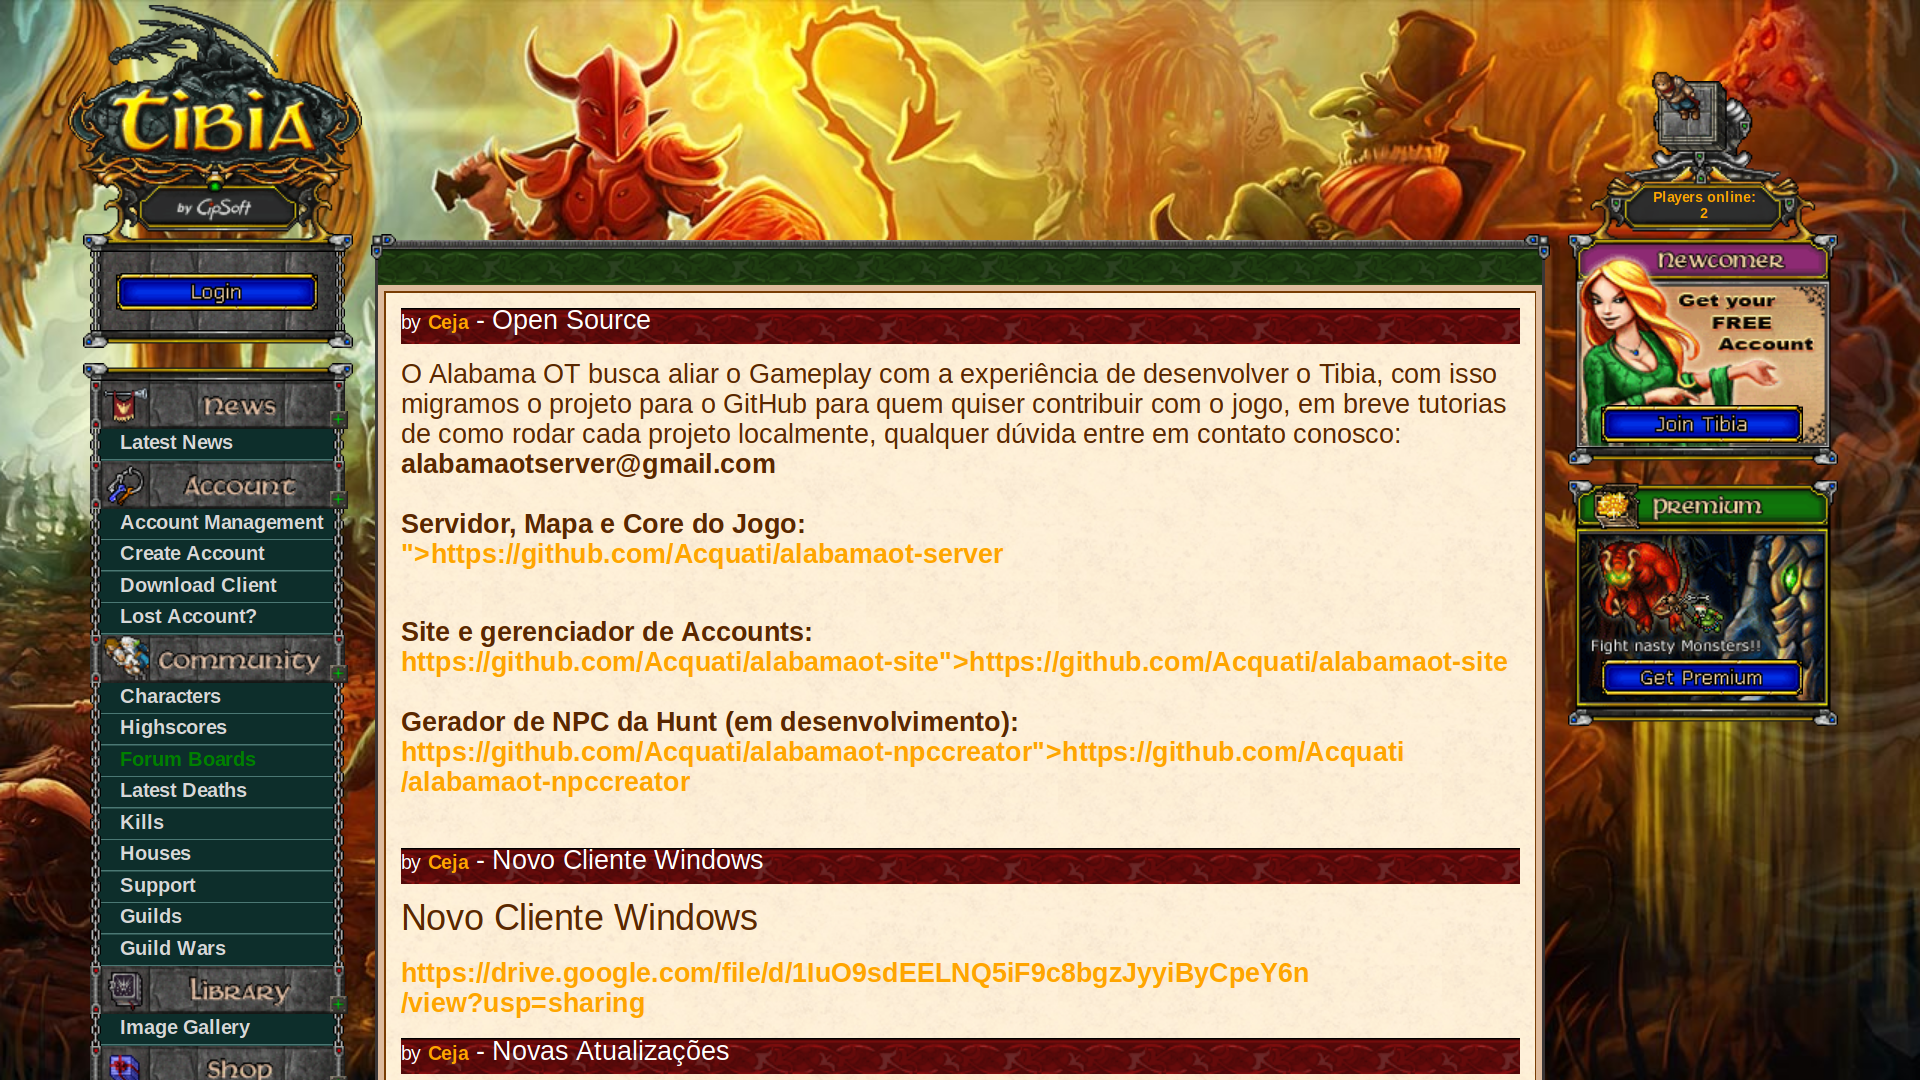 TIBIA
by CipSoft
Login
News
Latest News
Account
Account Management
Create Account
Download Client
Lost Account?
Community
Characters
Highscores
Forum Boards
Latest Deaths
Kills
Houses
Support
Guilds
Guild Wars
Library
Image Gallery
Shop
by Ceja - Open Source
O Alabama OT busca aliar o Gameplay com a experiência de desenvolver o Tibia, com isso
migramos o projeto para o GitHub para quem quiser contribuir com o jogo, em breve tutorias
de como rodar cada projeto localmente, qualquer dúvida entre em contato conosco:
alabamaotserver@gmail.com
Servidor, Mapa e Core do Jogo:
">https://github.com/Acquati/alabamaot-server
Site e gerenciador de Accounts:
https://github.com/Acquati/alabamaot-site">https://github.com/Acquati/alabamaot-site
Gerador de NPC da Hunt (em desenvolvimento):
https://github.com/Acquati/alabamaot-npccreator">https://github.com/Acquati
/alabamaot-npccreator
by Ceja - Novo Cliente Windows
Novo Cliente Windows
https://drive.google.com/file/d/1IuO9sdEELNQ5iF9c8bgzJyyiByCpeY6n
/view?usp=sharing
by Ceja - Novas Atualizações
Players online:
2
Newcomer
Get your
FREE
Account
Join Tibia
Premium
Fight nasty Monsters!!
Get Premium